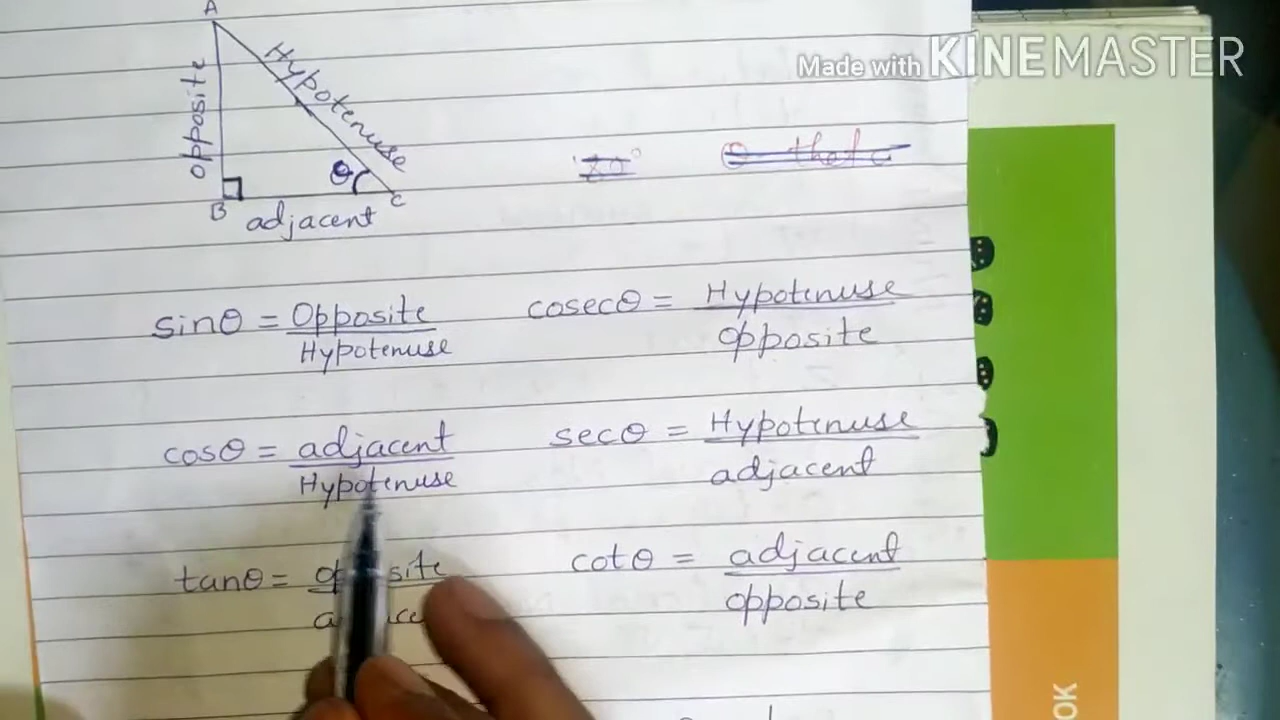 Made with KINEMASTER
A
opposite
Hypotenuse
θ
B
adjacent
C
sinθ = Opposite / Hypotenuse
cosecθ = Hypotenuse / opposite
cosθ = adjacent / Hypotenuse
secθ = Hypotenuse / adjacent
tanθ =
cotθ = adjacent / opposite
OK